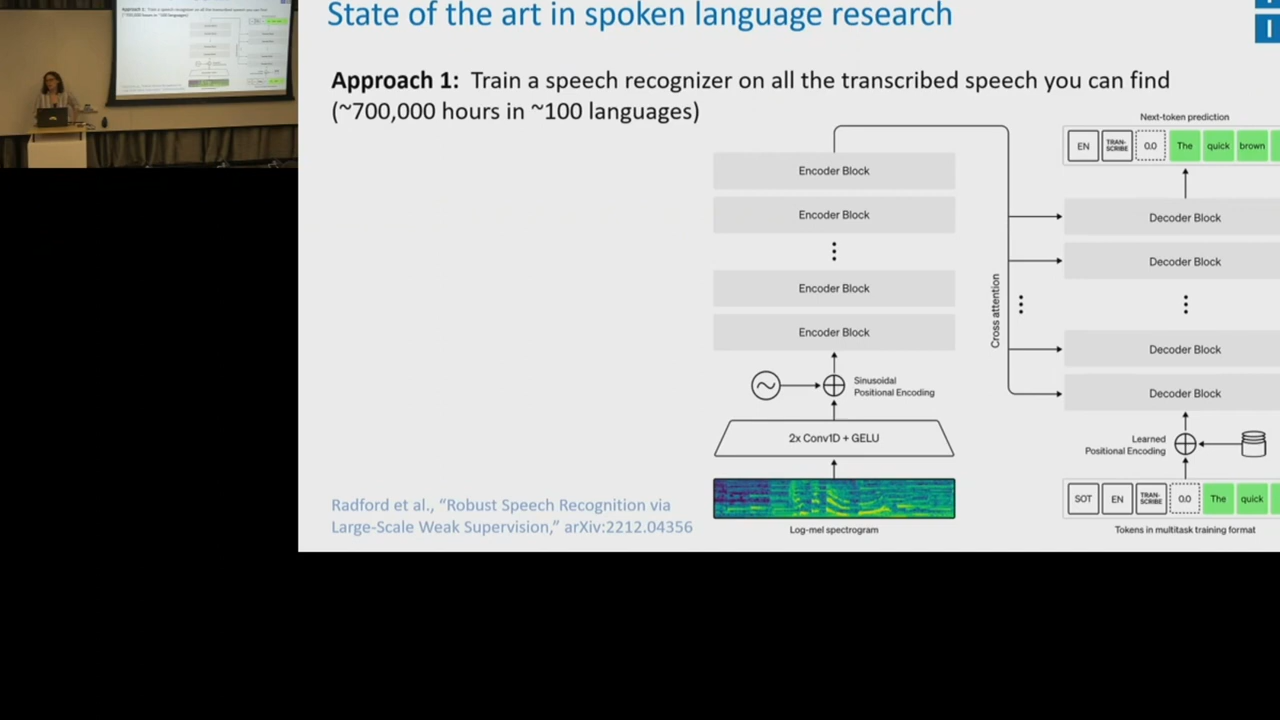 State of the art in spoken language research
Approach 1: Train a speech recognizer on all the transcribed speech you can find
(~700,000 hours in ~100 languages)
Next-token prediction
EN
TRAN-
SCRIBE
0.0
The
quick
brown
Encoder Block
Encoder Block
Encoder Block
Encoder Block
Cross attention
Decoder Block
Decoder Block
Decoder Block
Decoder Block
Sinusoidal
Positional Encoding
2x Conv1D + GELU
Learned
Positional Encoding
SOT
EN
TRAN-
SCRIBE
0.0
The
quick
Log-mel spectrogram
Tokens in multitask training format
Radford et al., “Robust Speech Recognition via
Large-Scale Weak Supervision,” arXiv:2212.04356